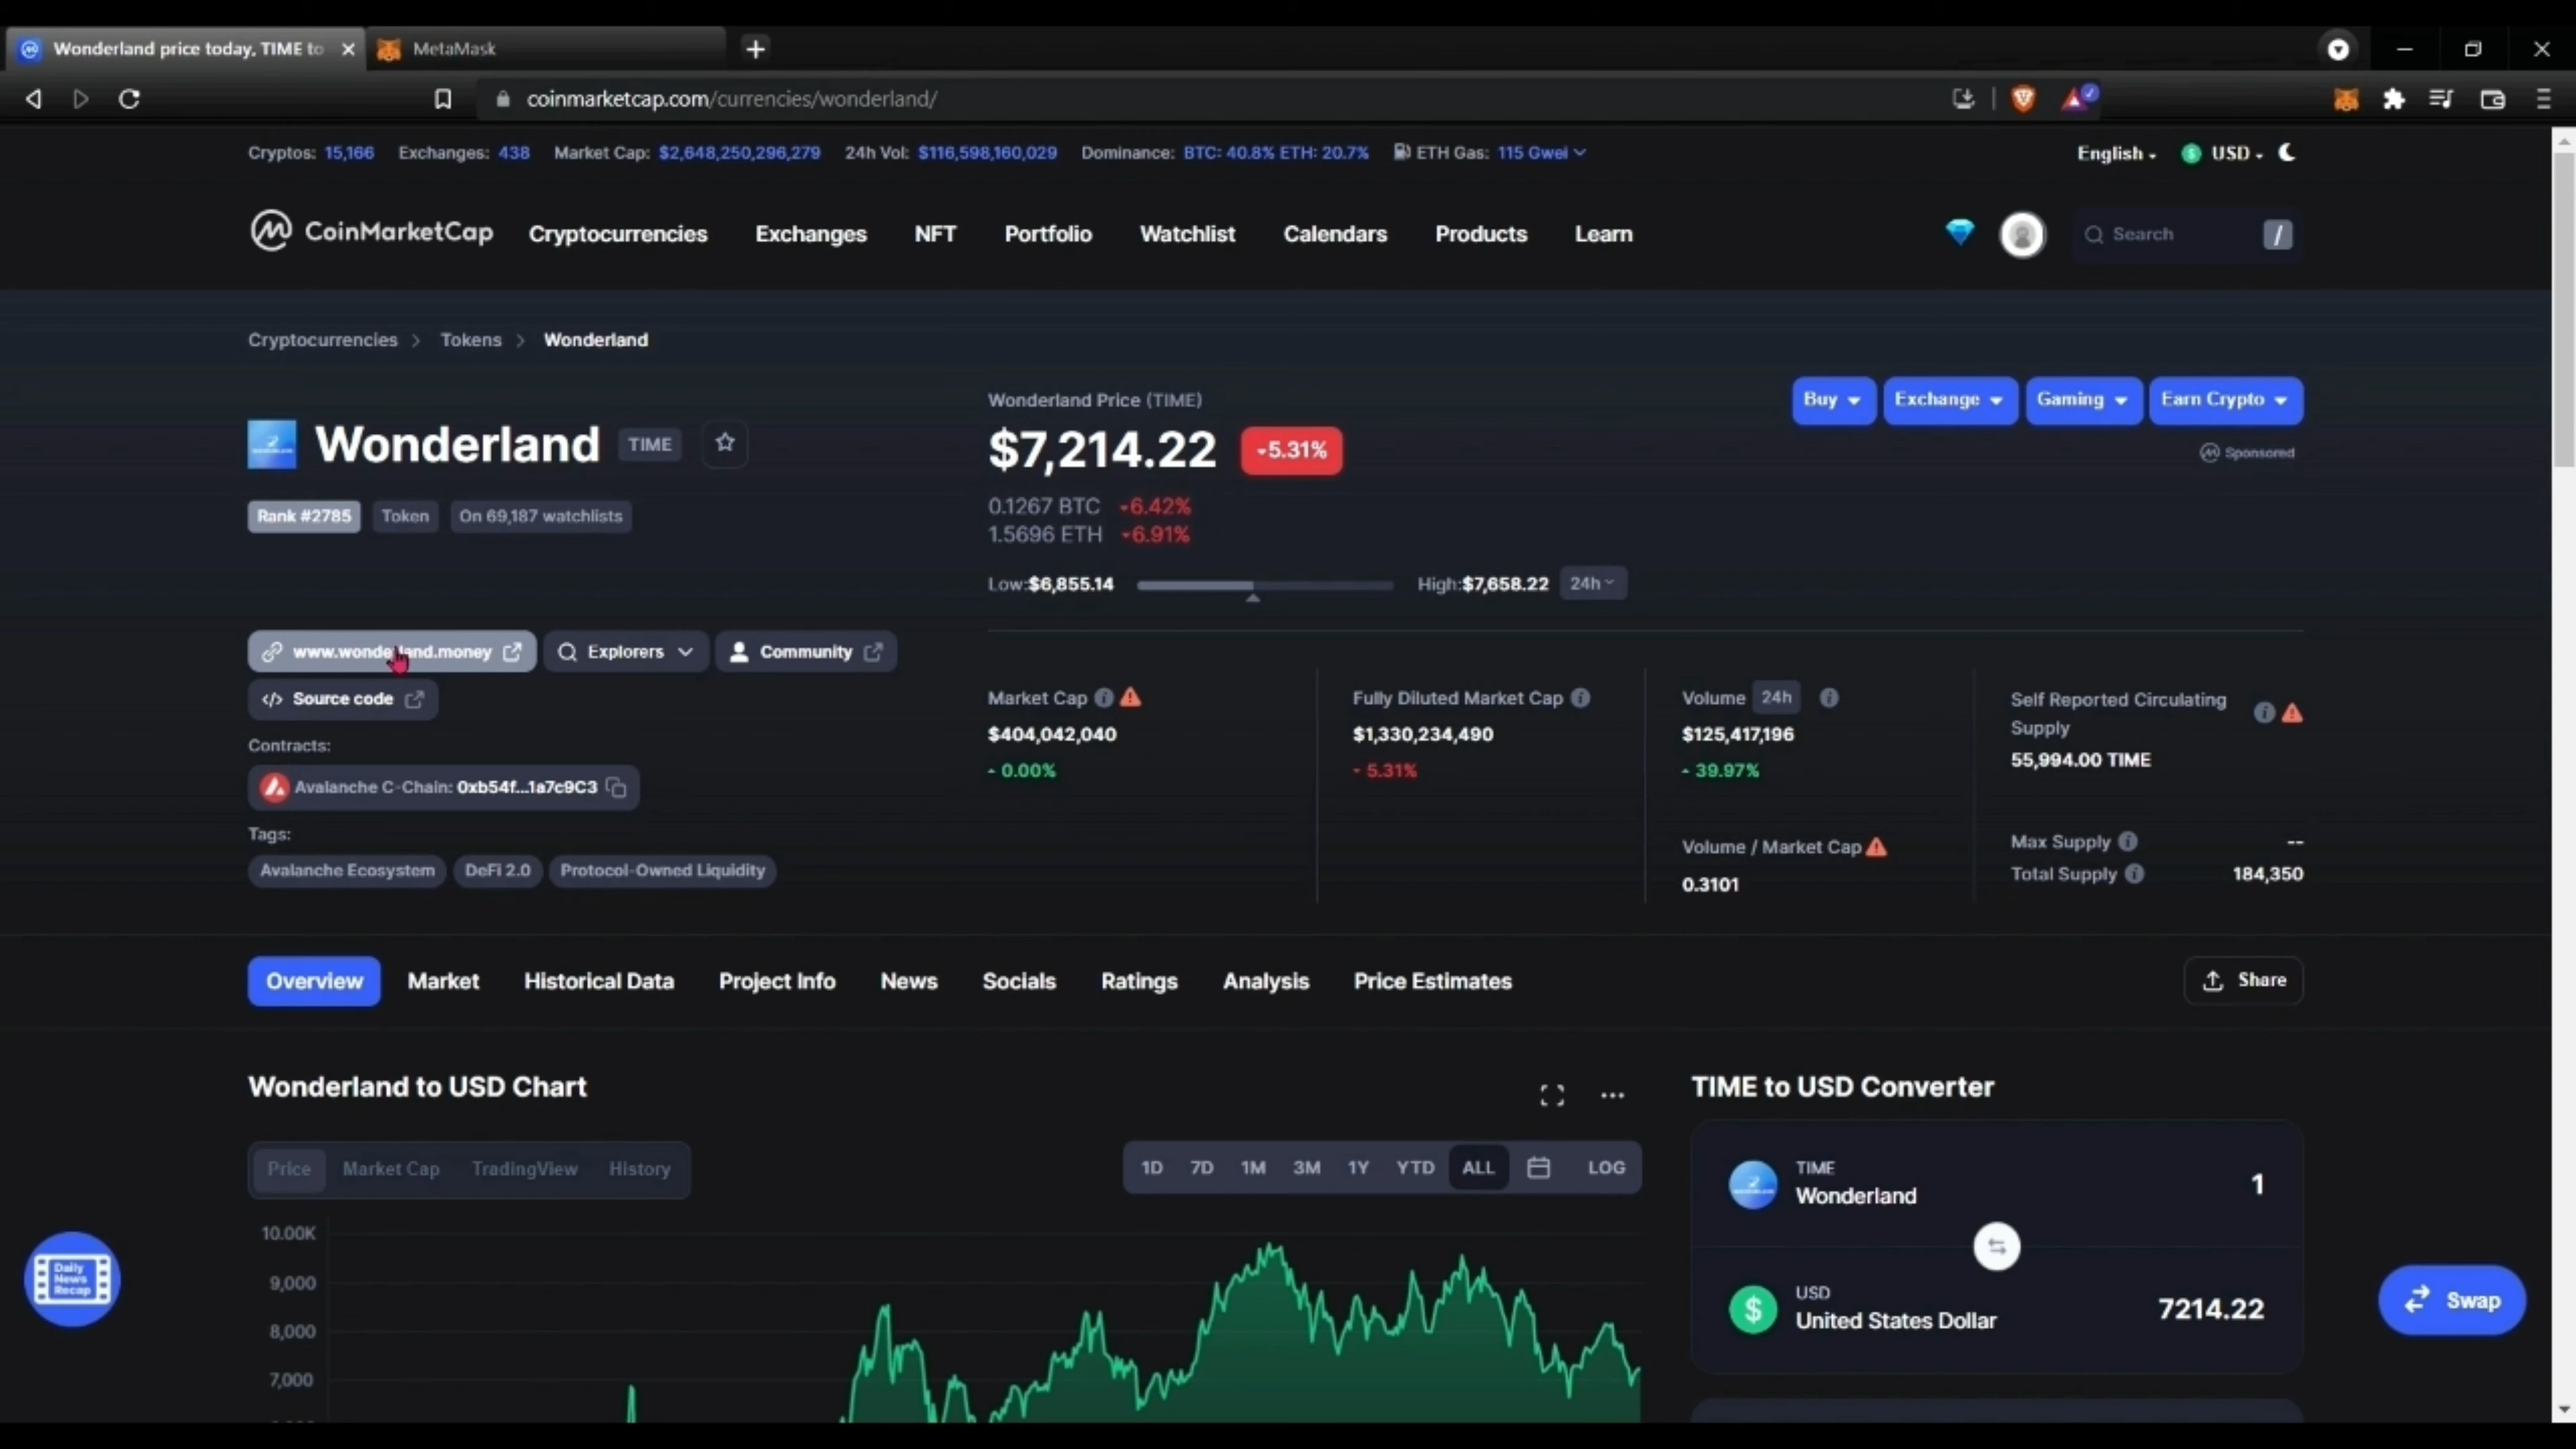 Wonderland price today, TIME to
MetaMask
coinmarketcap.com/currencies/wonderland/
Cryptos: 15,166 Exchanges: 438 Market Cap: $2,648,250,296,279 24h Vol: $116,598,160,029 Dominance: BTC: 40.8% ETH: 20.7% ETH Gas: 115 Gwei
English USD
CoinMarketCap Cryptocurrencies Exchanges NFT Portfolio Watchlist Calendars Products Learn Search /
Cryptocurrencies > Tokens > Wonderland
Wonderland TIME
Rank #2785 Token On 69,187 watchlists
www.wonderland.money Explorers Community
</> Source code
Contracts:
Avalanche C-Chain: 0xb54f...1a7c9C3
Tags:
Avalanche Ecosystem DeFi 2.0 Protocol-Owned Liquidity
Wonderland Price (TIME)
$7,214.22 5.31%
0.1267 BTC 6.42%
1.5696 ETH 6.91%
Low:$6,855.14 High:$7,658.22 24h
Buy Exchange Gaming Earn Crypto
Sponsored
Market Cap
$404,042,040
0.00%
Fully Diluted Market Cap
$1,330,234,490
5.31%
Volume 24h
$125,417,196
39.97%
Volume / Market Cap
0.3101
Self Reported Circulating
Supply
55,994.00 TIME
Max Supply --
Total Supply 184,350
Overview Market Historical Data Project Info News Socials Ratings Analysis Price Estimates Share
Wonderland to USD Chart
Price Market Cap TradingView History
1D 7D 1M 3M 1Y YTD ALL LOG
10.00K
9,000
8,000
7,000
TIME to USD Converter
TIME
Wonderland
1
USD
United States Dollar
7214.22
Daily
News
Recap
Swap